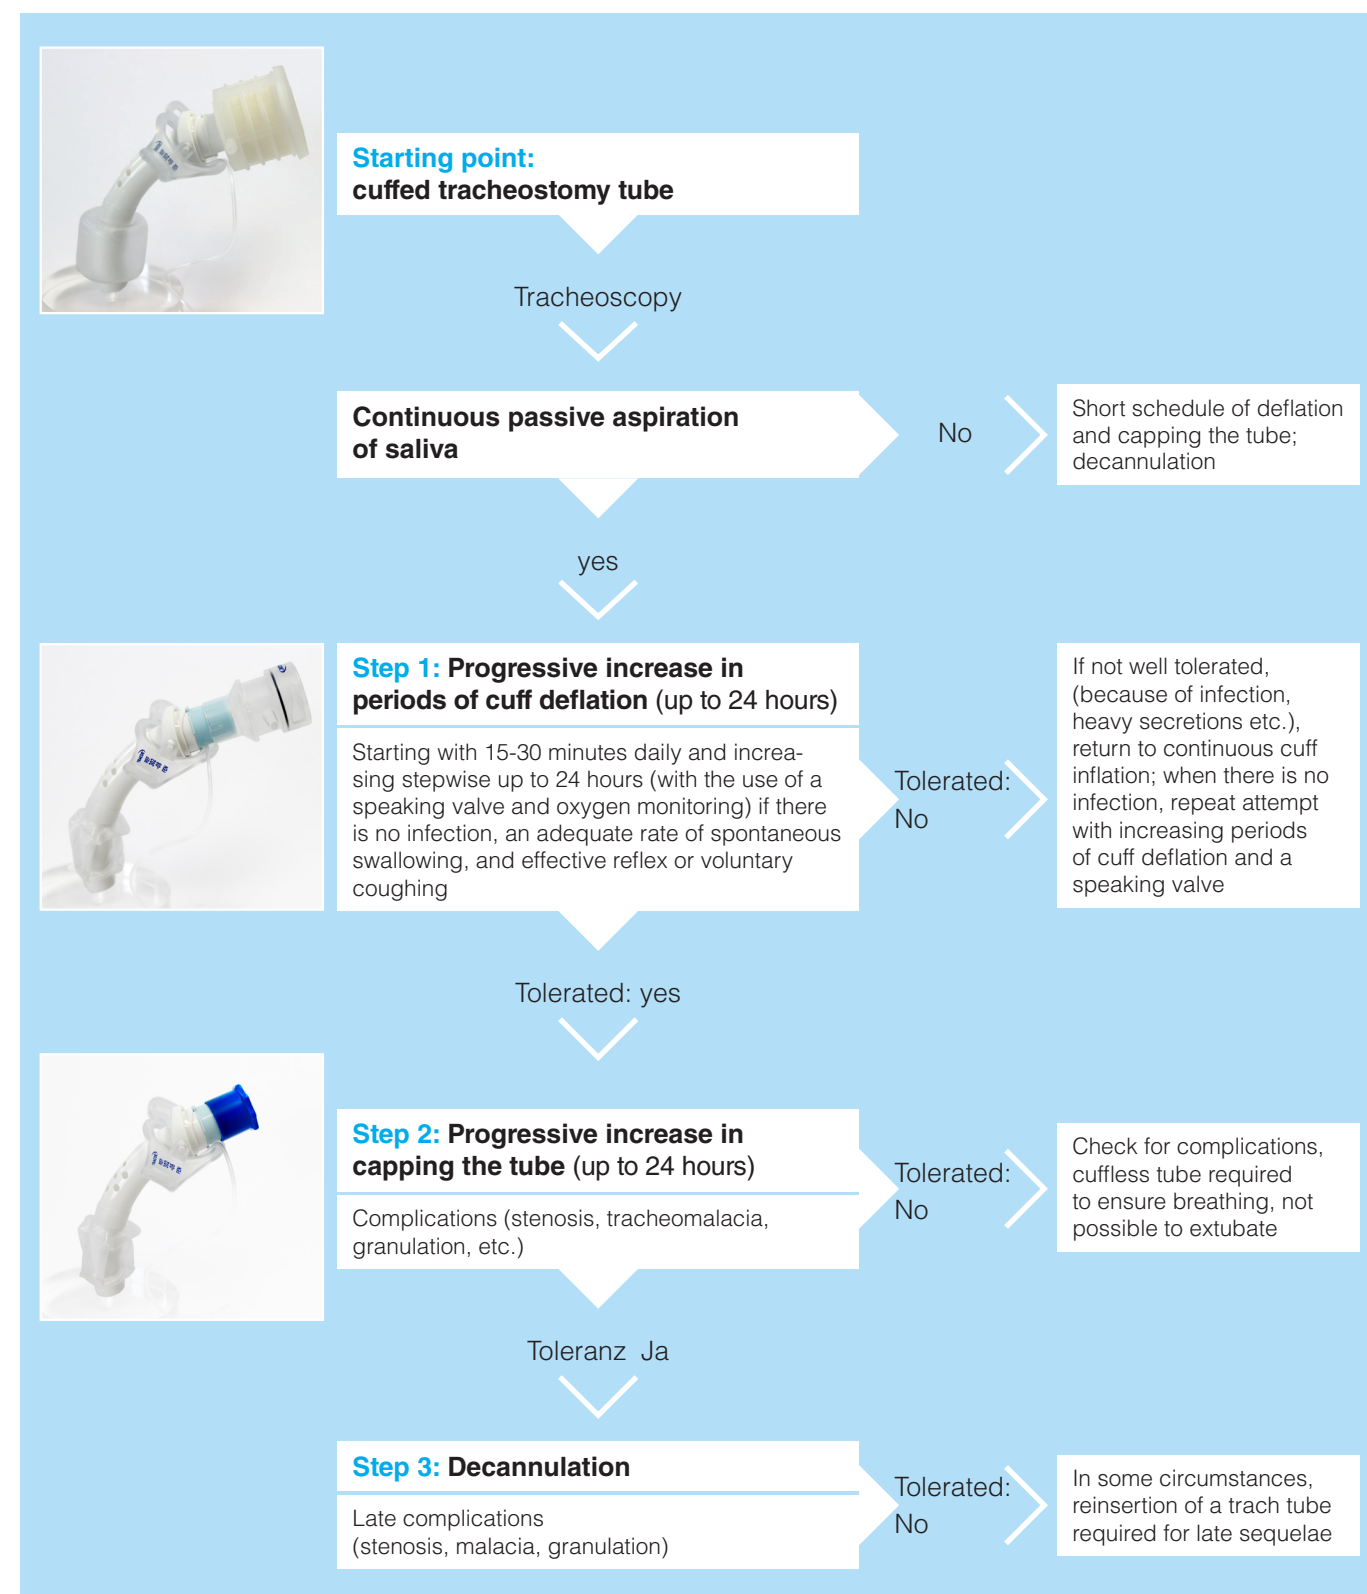 Starting point:
cuffed tracheostomy tube
Tracheoscopy
Continuous passive aspiration
of saliva
No
Short schedule of deflation
and capping the tube;
decannulation
yes
Step 1: Progressive increase in
periods of cuff deflation (up to 24 hours)
Starting with 15-30 minutes daily and increa-
sing stepwise up to 24 hours (with the use of a
speaking valve and oxygen monitoring) if there
is no infection, an adequate rate of spontaneous
swallowing, and effective reflex or voluntary
coughing
Tolerated:
No
If not well tolerated,
(because of infection,
heavy secretions etc.),
return to continuous cuff
inflation; when there is no
infection, repeat attempt
with increasing periods
of cuff deflation and a
speaking valve
Tolerated: yes
Step 2: Progressive increase in
capping the tube (up to 24 hours)
Complications (stenosis, tracheomalacia,
granulation, etc.)
Tolerated:
No
Check for complications,
cuffless tube required
to ensure breathing, not
possible to extubate
Toleranz Ja
Step 3: Decannulation
Late complications
(stenosis, malacia, granulation)
Tolerated:
No
In some circumstances,
reinsertion of a trach tube
required for late sequelae